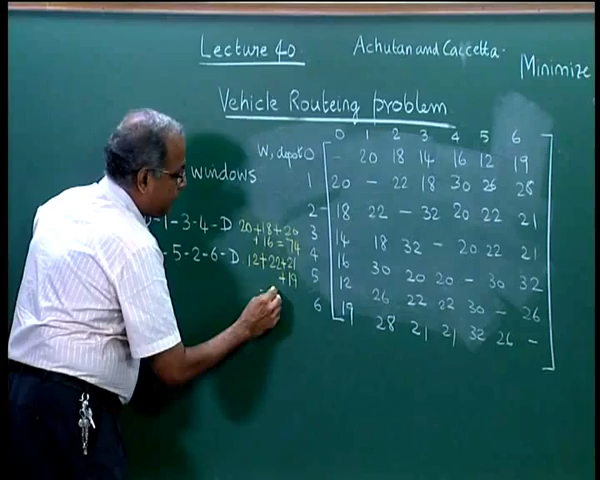 Lecture 40
Achutan and Caccetta.
Minimize
Vehicle Routeing problem
windows
0 1 2 3 4 5 6
W, depot 0 - 20 18 14 16 12 19
1 20 - 22 18 30 26 28
2 18 22 - 32 20 22 21
3 14 18 32 - 20 22 21
4 16 30 20 20 - 30 32
5 12 26 22 22 30 - 26
6 19 28 21 21 32 26 -
-1-3-4-D 20+18+20
+16 = 74
-5-2-6-D 12+22+21
+19